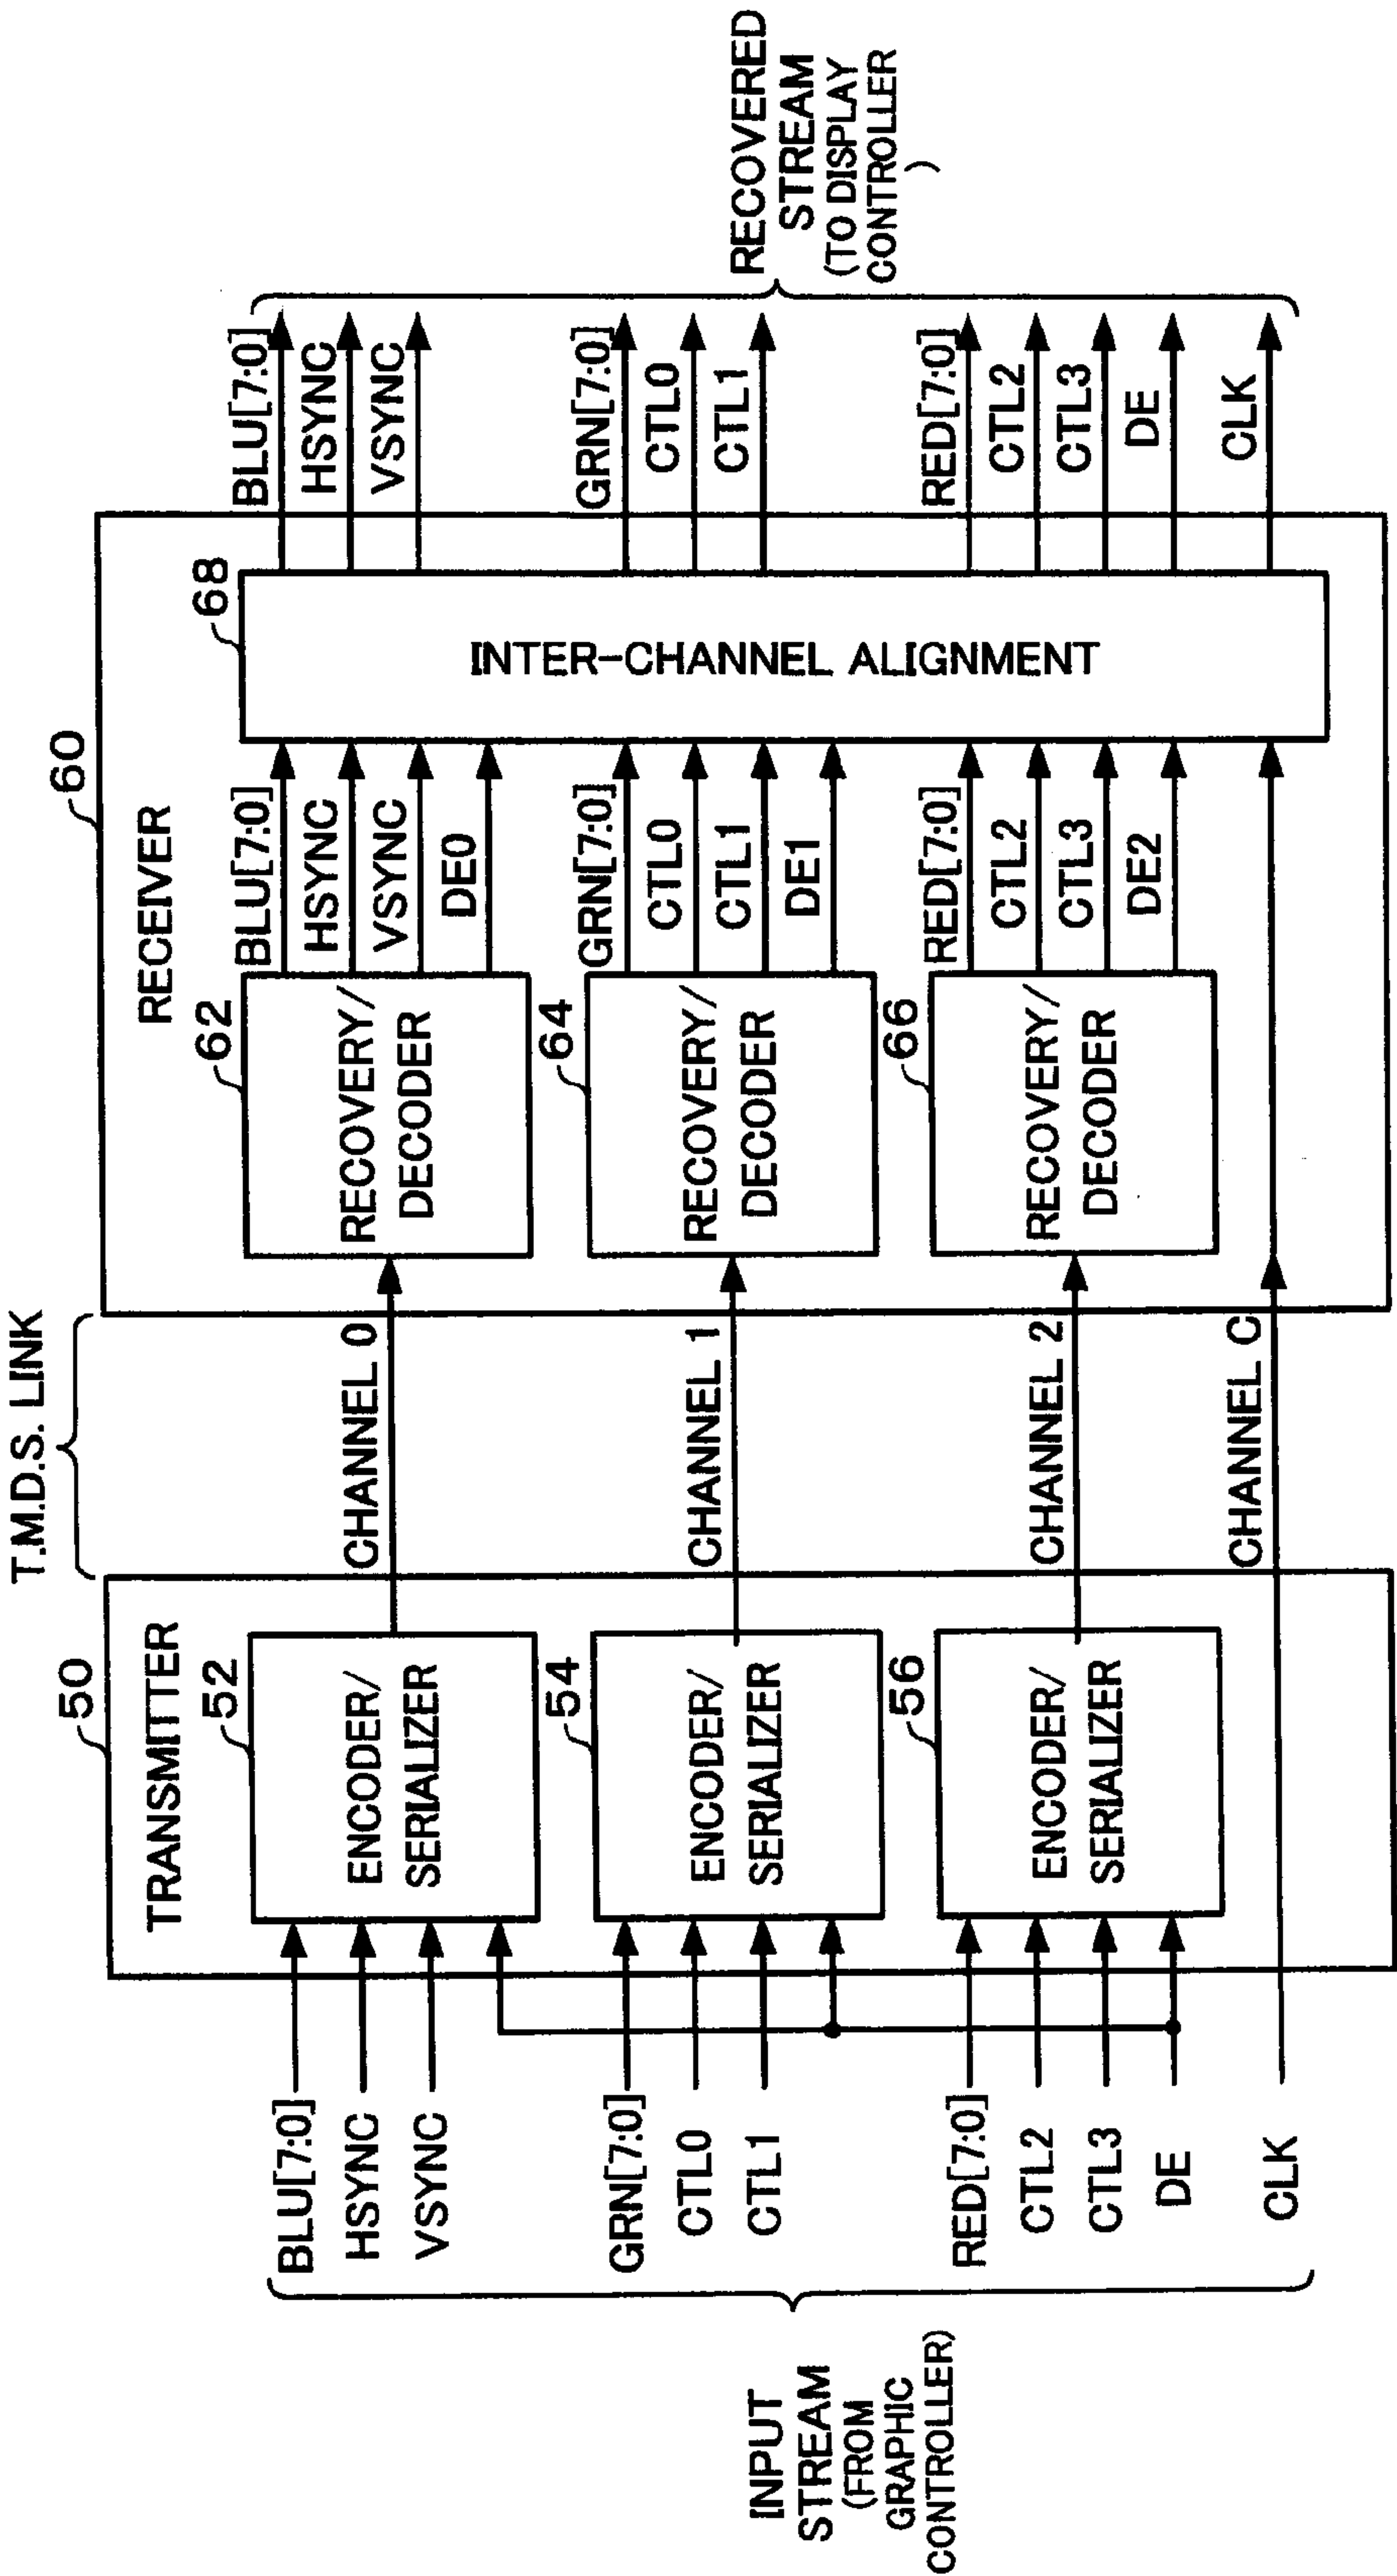 T.M.D.S. LINK
INPUT
STREAM
(FROM
GRAPHIC
CONTROLLER)
BLU[7:0]
HSYNC
VSYNC
GRN[7:0]
CTL0
CTL1
RED[7:0]
CTL2
CTL3
DE
CLK
50
TRANSMITTER
52
ENCODER/
SERIALIZER
54
ENCODER/
SERIALIZER
56
ENCODER/
SERIALIZER
CHANNEL 0
CHANNEL 1
CHANNEL 2
CHANNEL C
60
RECEIVER
62
RECOVERY/
DECODER
64
RECOVERY/
DECODER
66
RECOVERY/
DECODER
BLU[7:0]
HSYNC
VSYNC
DE0
GRN[7:0]
CTL0
CTL1
DE1
RED[7:0]
CTL2
CTL3
DE2
68
INTER-CHANNEL ALIGNMENT
BLU[7:0]
HSYNC
VSYNC
GRN[7:0]
CTL0
CTL1
RED[7:0]
CTL2
CTL3
DE
CLK
RECOVERED
STREAM
(TO DISPLAY
CONTROLLER
)